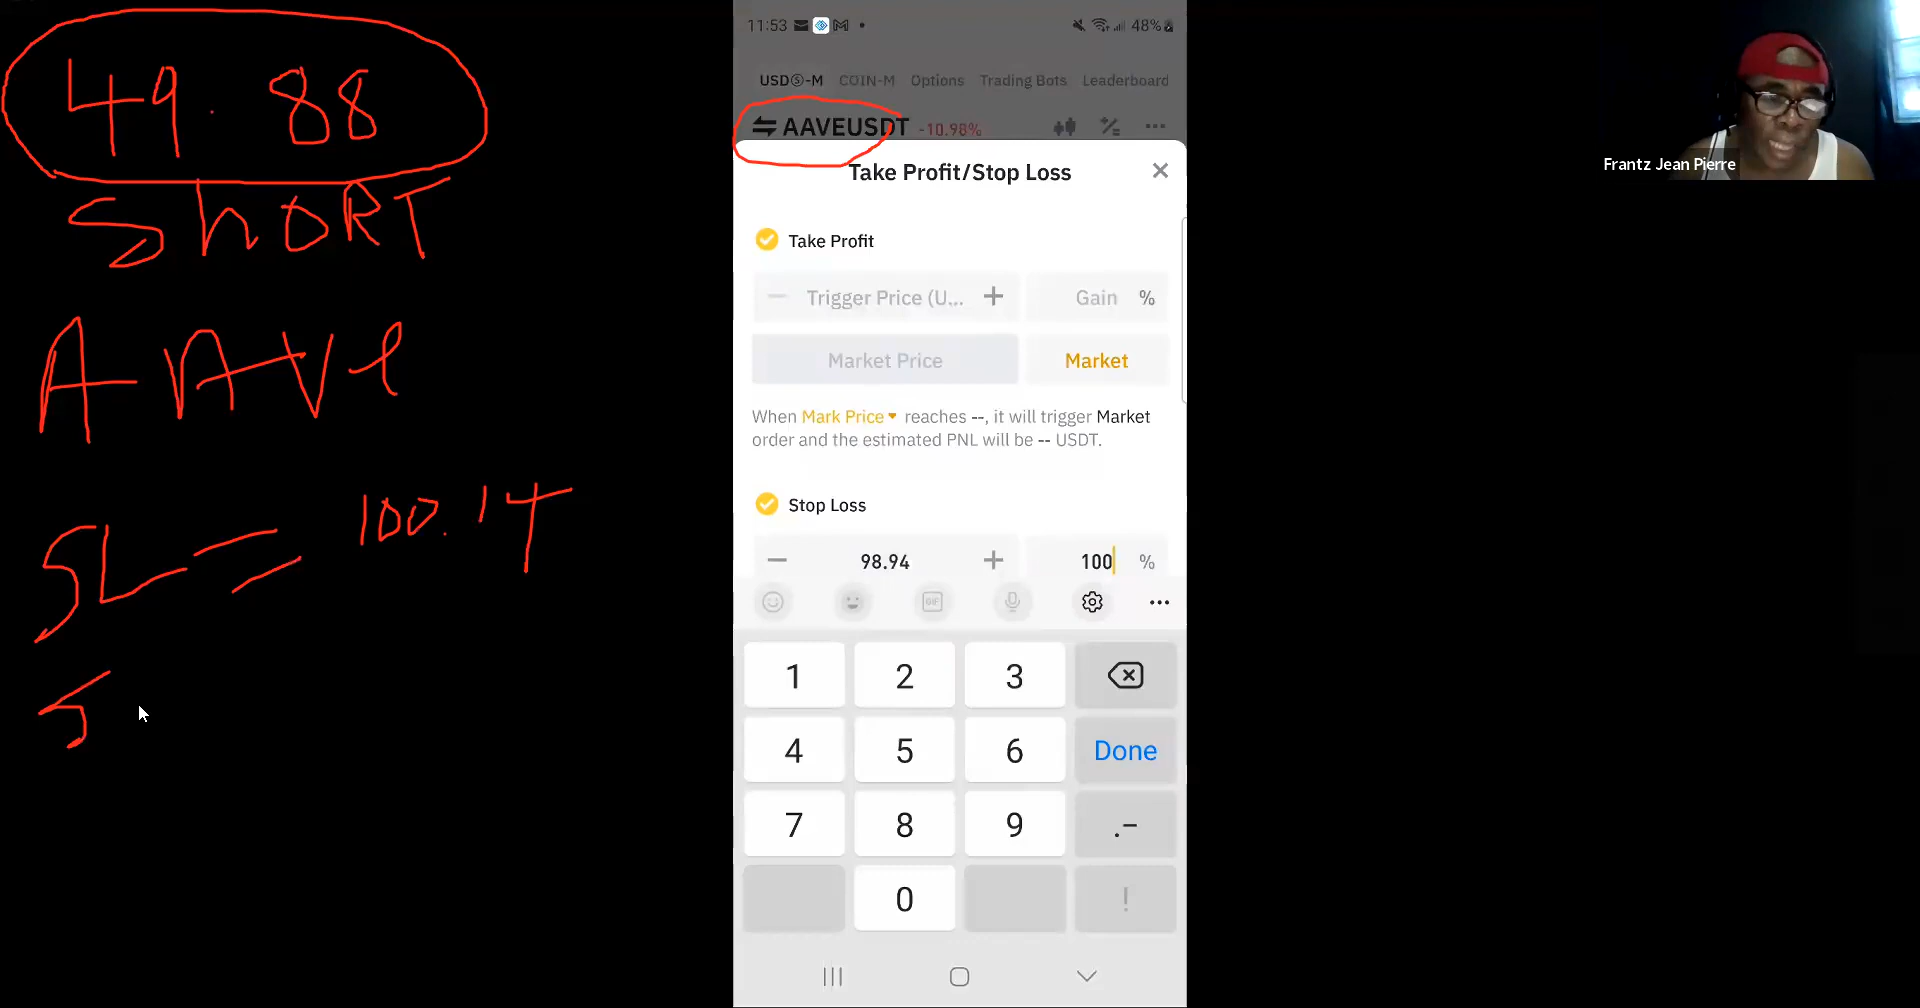 49.88
ShORT
AAVe
SL = 100.14
5
11:53
48%
USDⓈ-M COIN-M Options Trading Bots Leaderboard
AAVEUSDT -10.98%
Take Profit/Stop Loss
Take Profit
Trigger Price (U... Gain %
Market Price Market
When Mark Price reaches --, it will trigger Market
order and the estimated PNL will be -- USDT.
Stop Loss
98.94 100 %
GIF
1 2 3
4 5 6 Done
7 8 9 .-
0 !
Frantz Jean Pierre